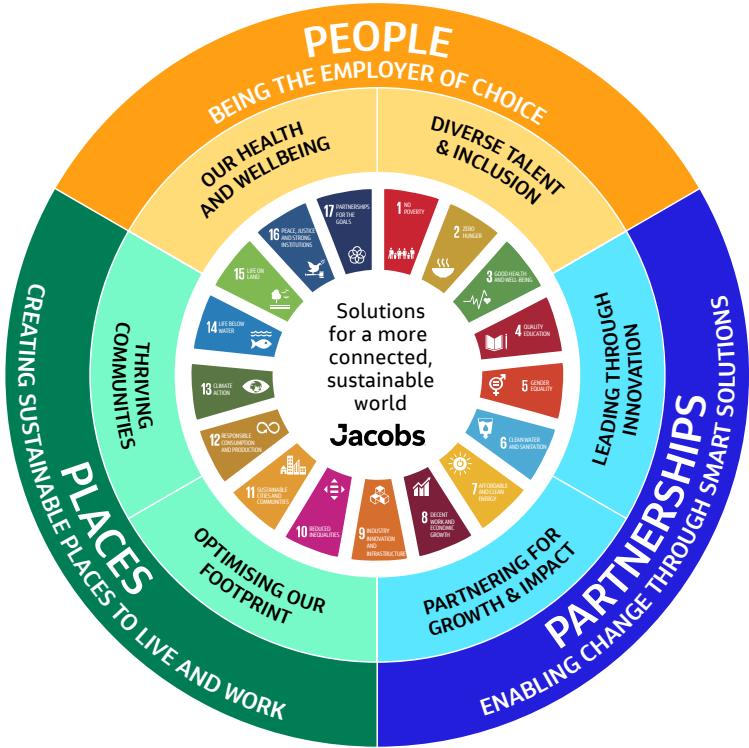 PEOPLE
BEING THE EMPLOYER OF CHOICE
OUR HEALTH
AND WELLBEING
DIVERSE TALENT
& INCLUSION
PARTNERSHIPS
ENABLING CHANGE THROUGH SMART SOLUTIONS
LEADING THROUGH
INNOVATION
PARTNERING FOR
GROWTH & IMPACT
PLACES
CREATING SUSTAINABLE PLACES TO LIVE AND WORK
OPTIMISING OUR
FOOTPRINT
THRIVING
COMMUNITIES
1 NO
POVERTY
2 ZERO
HUNGER
3 GOOD HEALTH
AND WELL-BEING
4 QUALITY
EDUCATION
5 GENDER
EQUALITY
6 CLEAN WATER
AND SANITATION
7 AFFORDABLE
AND CLEAN
ENERGY
8 DECENT
WORK AND
ECONOMIC
GROWTH
9 INDUSTRY
INNOVATION
AND
INFRASTRUCTURE
10 REDUCED
INEQUALITIES
11 SUSTAINABLE
CITIES AND
COMMUNITIES
12 RESPONSIBLE
CONSUMPTION
AND PRODUCTION
13 CLIMATE
ACTION
14 LIFE BELOW
WATER
15 LIFE ON
LAND
16 PEACE, JUSTICE
AND STRONG
INSTITUTIONS
17 PARTNERSHIPS
FOR THE
GOALS
Solutions
for a more
connected,
sustainable
world
Jacobs